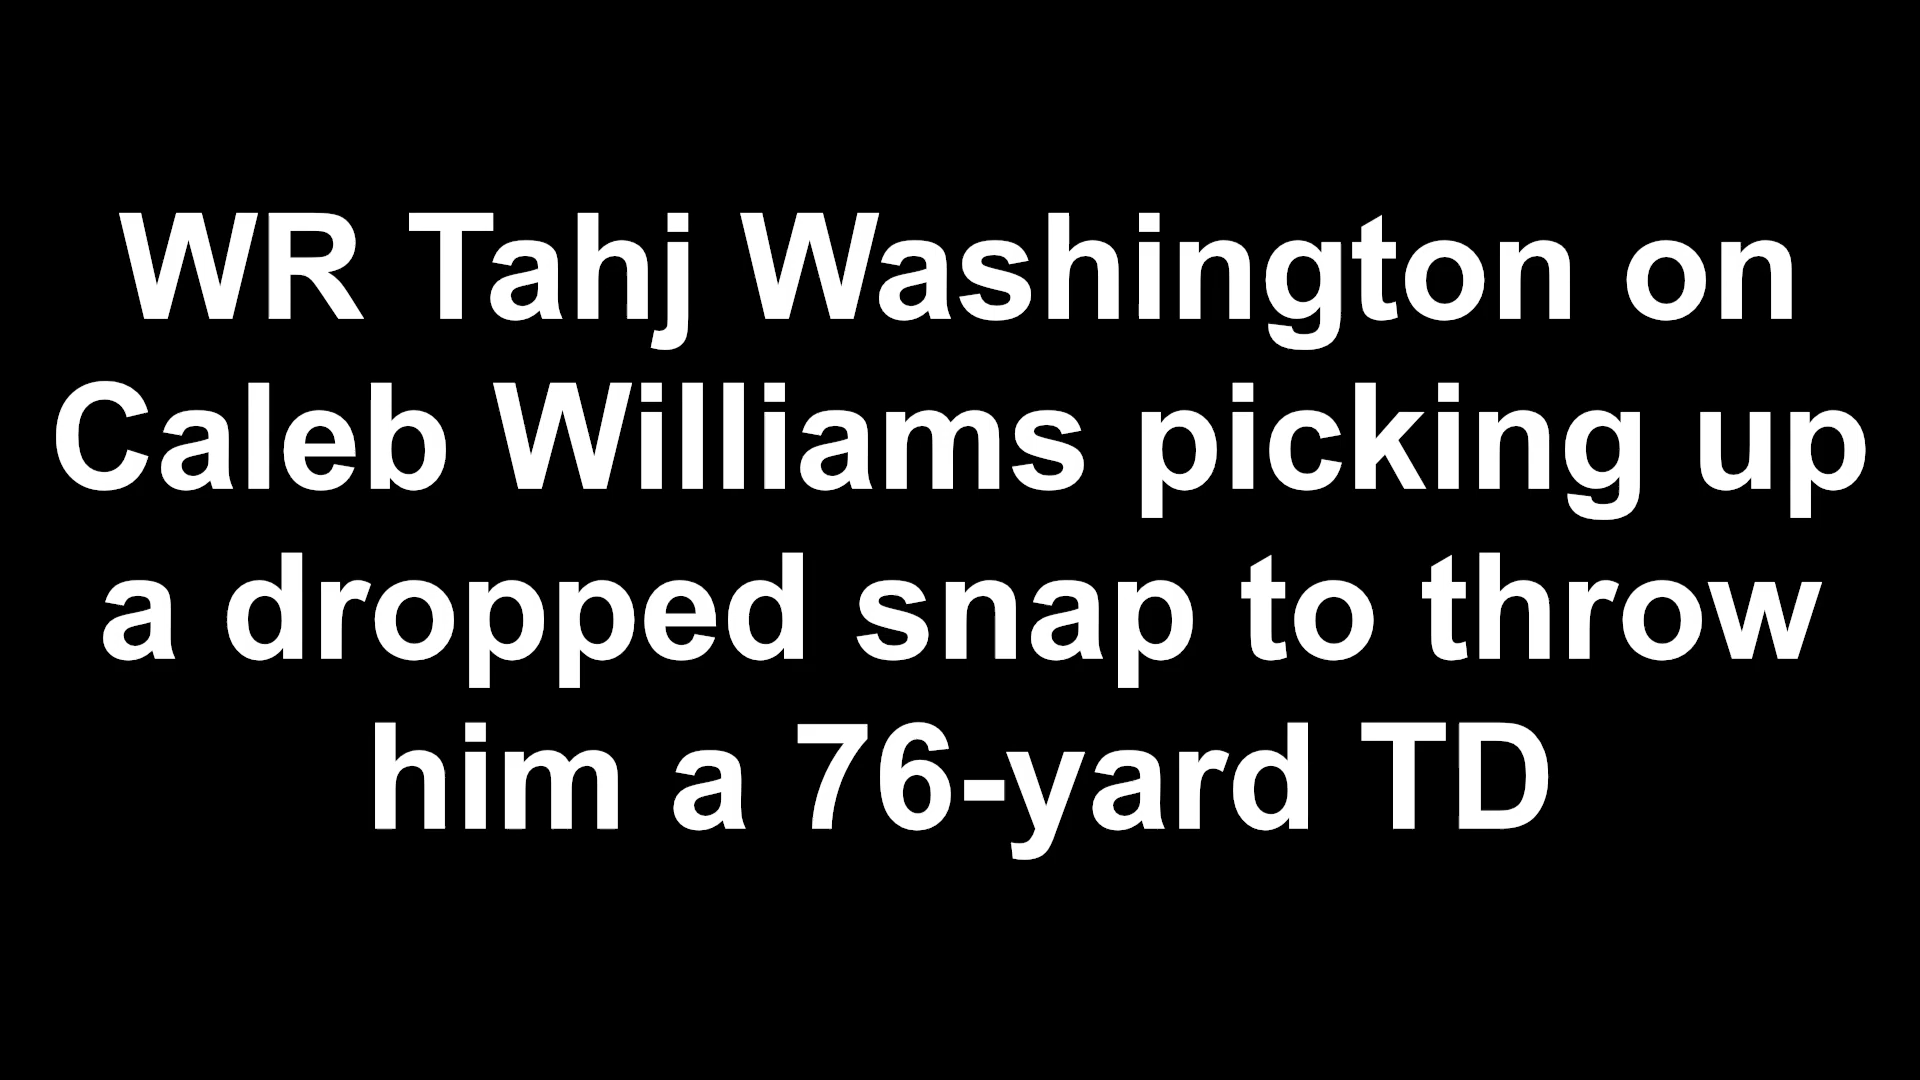 WR Tahj Washington on
Caleb Williams picking up
a dropped snap to throw
him a 76-yard TD